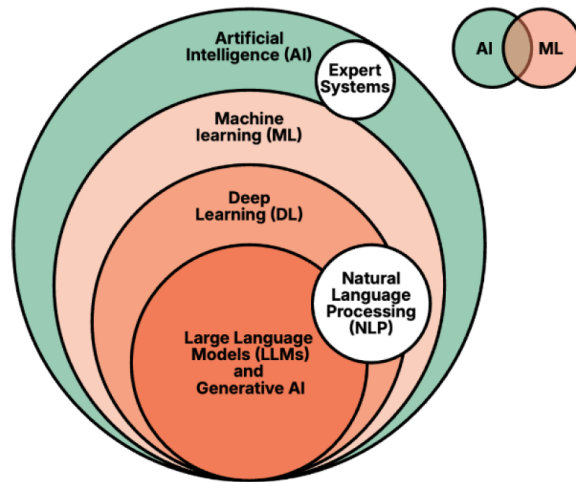 Artificial
Intelligence (AI)
Expert
Systems
AI
ML
Machine
learning (ML)
Deep
Learning (DL)
Natural
Language
Processing
(NLP)
Large Language
Models (LLMs)
and
Generative AI